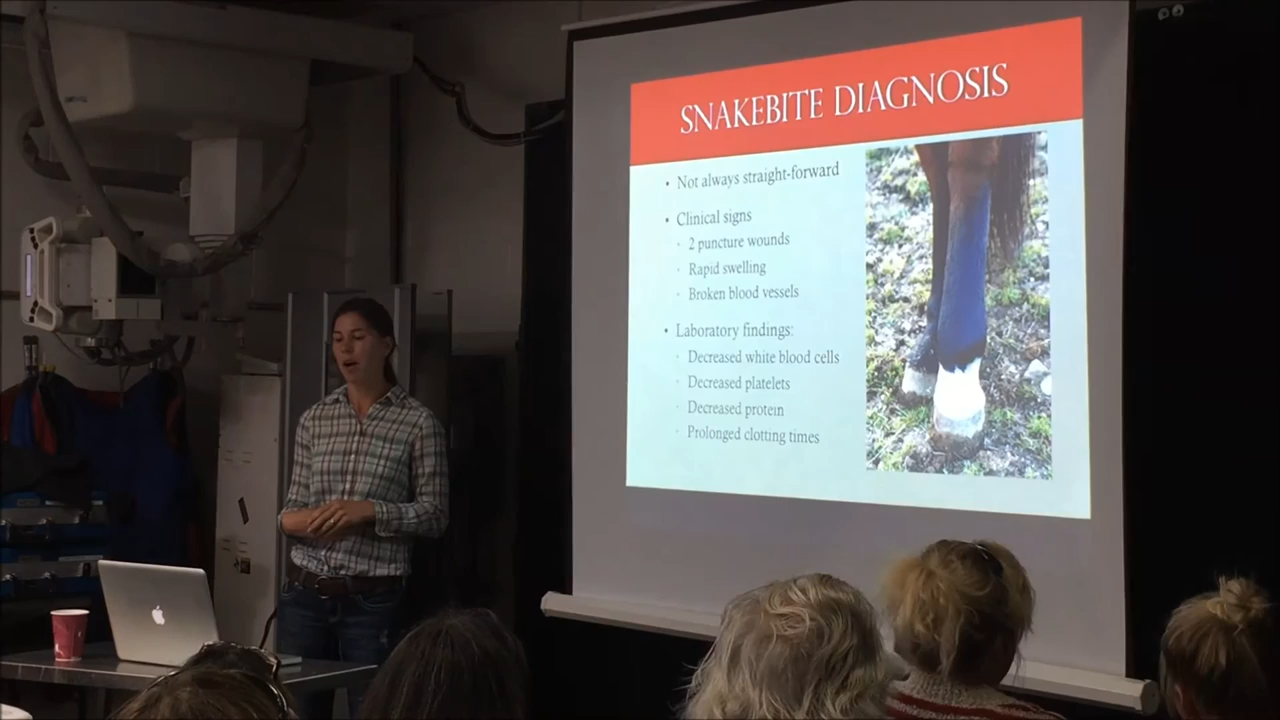 SNAKEBITE DIAGNOSIS
• Not always straight-forward
• Clinical signs
• 2 puncture wounds
• Rapid swelling
• Broken blood vessels
• Laboratory findings:
• Decreased white blood cells
• Decreased platelets
• Decreased protein
• Prolonged clotting times